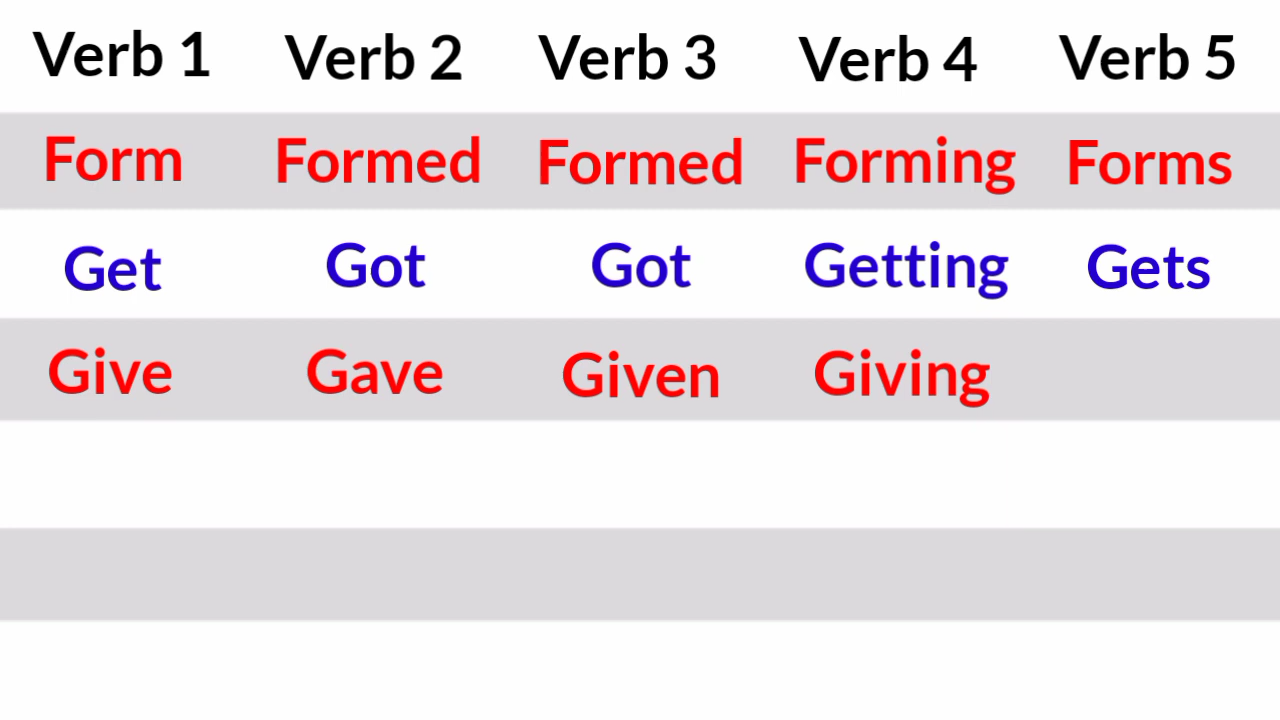 Verb 1 Verb 2 Verb 3 Verb 4 Verb 5
Form Formed Formed Forming Forms
Get Got Got Getting Gets
Give Gave Given Giving